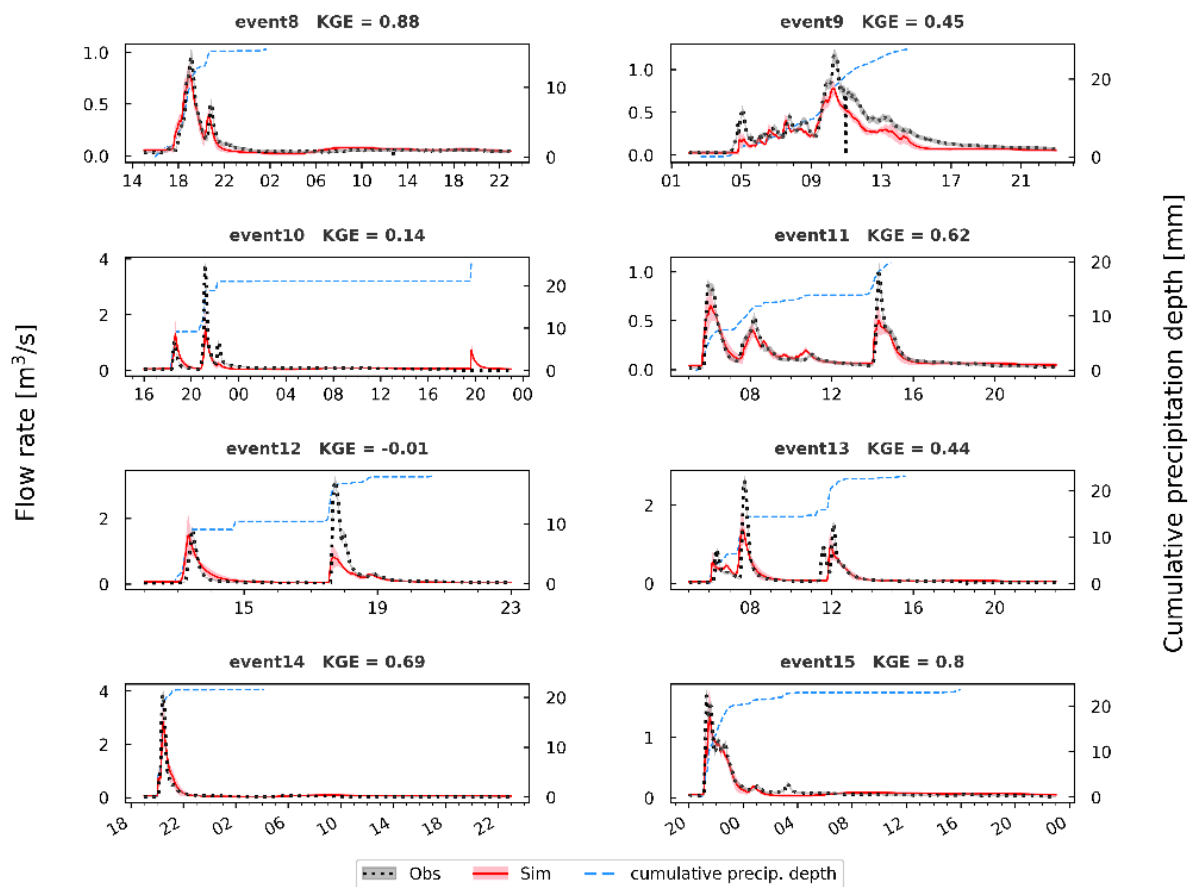 event8 KGE = 0.88
1.0
0.5
0.0
10
0
14 18 22 02 06 10 14 18 22
event9 KGE = 0.45
1.0
0.5
0.0
20
0
01 05 09 13 17 21
event10 KGE = 0.14
4
2
0
20
10
0
16 20 00 04 08 12 16 20 00
event11 KGE = 0.62
1.0
0.5
0.0
20
10
0
08 12 16 20
event12 KGE = -0.01
2
0
10
0
15 19 23
event13 KGE = 0.44
2
0
20
10
0
08 12 16 20
event14 KGE = 0.69
4
2
0
20
10
0
18 22 02 06 10 14 18 22
event15 KGE = 0.8
1
0
20
10
0
20 00 04 08 12 16 20 00
Flow rate [m³/s]
Cumulative precipitation depth [mm]
Obs Sim cumulative precip. depth